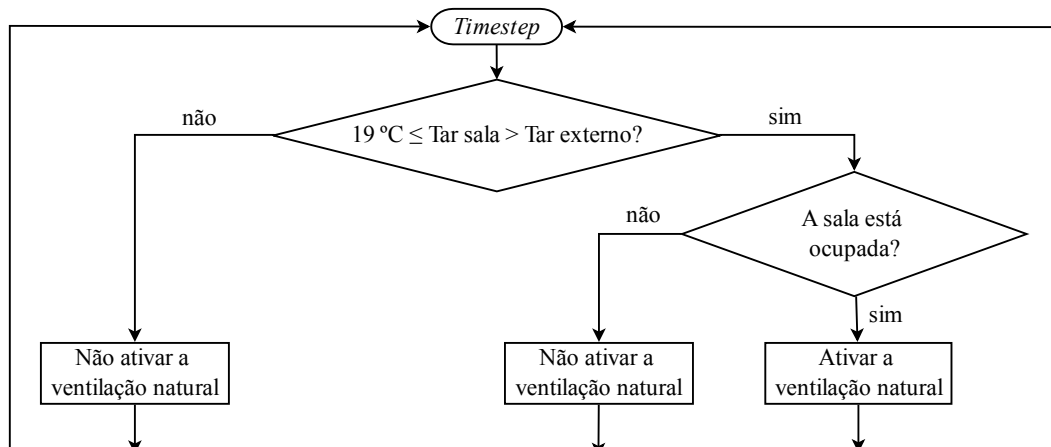 Timestep
não
19 ºC ≤ Tar sala > Tar externo?
sim
não
A sala está
ocupada?
sim
Não ativar a
ventilação natural
Não ativar a
ventilação natural
Ativar a
ventilação natural